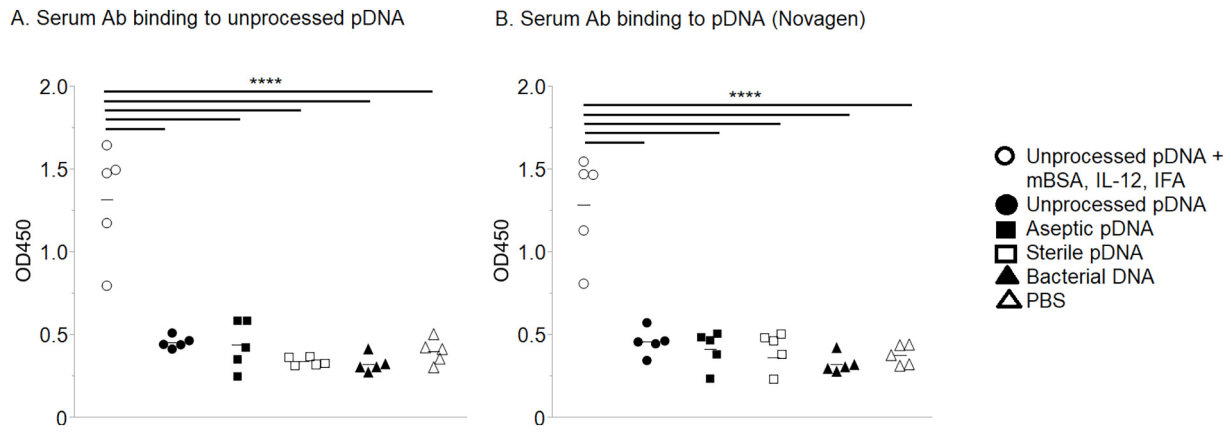 A. Serum Ab binding to unprocessed pDNA
B. Serum Ab binding to pDNA (Novagen)
****
2.0
1.5
1.0
0.5
0
OD450
****
2.0
1.5
1.0
0.5
0
OD450
Unprocessed pDNA +
mBSA, IL-12, IFA
Unprocessed pDNA
Aseptic pDNA
Sterile pDNA
Bacterial DNA
PBS